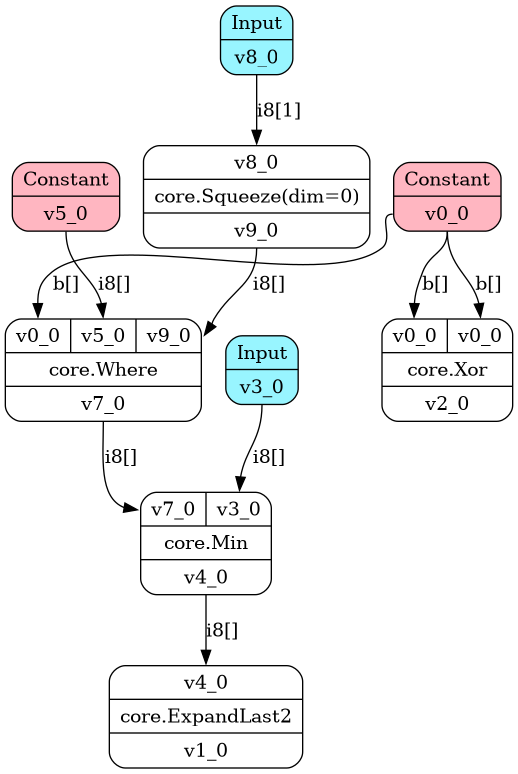 Input
v8_0
i8[1]
Constant
v5_0
v8_0
core.Squeeze(dim=0)
v9_0
Constant
v0_0
b[]
i8[]
i8[]
b[]
b[]
v0_0 v5_0 v9_0
core.Where
v7_0
Input
v3_0
v0_0 v0_0
core.Xor
v2_0
i8[]
i8[]
v7_0 v3_0
core.Min
v4_0
i8[]
v4_0
core.ExpandLast2
v1_0